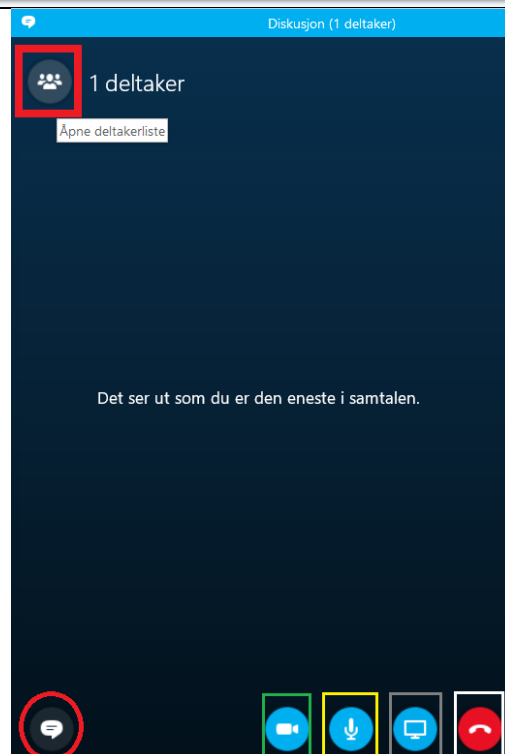 Diskusjon (1 deltaker)
1 deltaker
Åpne deltakerliste
Det ser ut som du er den eneste i samtalen.